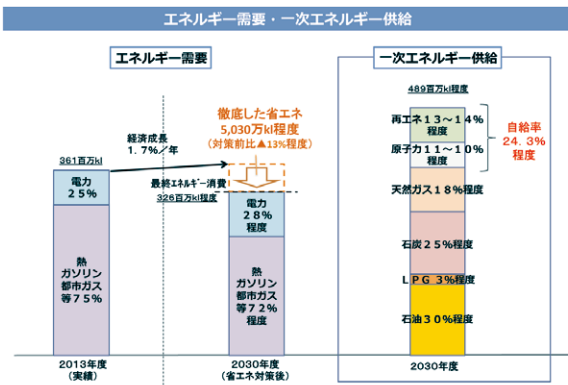 エネルギー需要・一次エネルギー供給
エネルギー需要
361百万kl
電力
25%
熱
ガソリン
都市ガス
等75%
2013年度
(実績)
経済成長
1.7%/年
徹底した省エネ
5,030万kl程度
(対策前比▲13%程度)
最終エネルギー消費
326百万kl程度
電力
28%
程度
熱
ガソリン
都市ガス
等72%
程度
2030年度
(省エネ対策後)
一次エネルギー供給
489百万kl程度
再エネ13~14%
程度
原子力11~10%
程度
自給率
24.3%
程度
天然ガス18%程度
石炭25%程度
LPG 3%程度
石油30%程度
2030年度